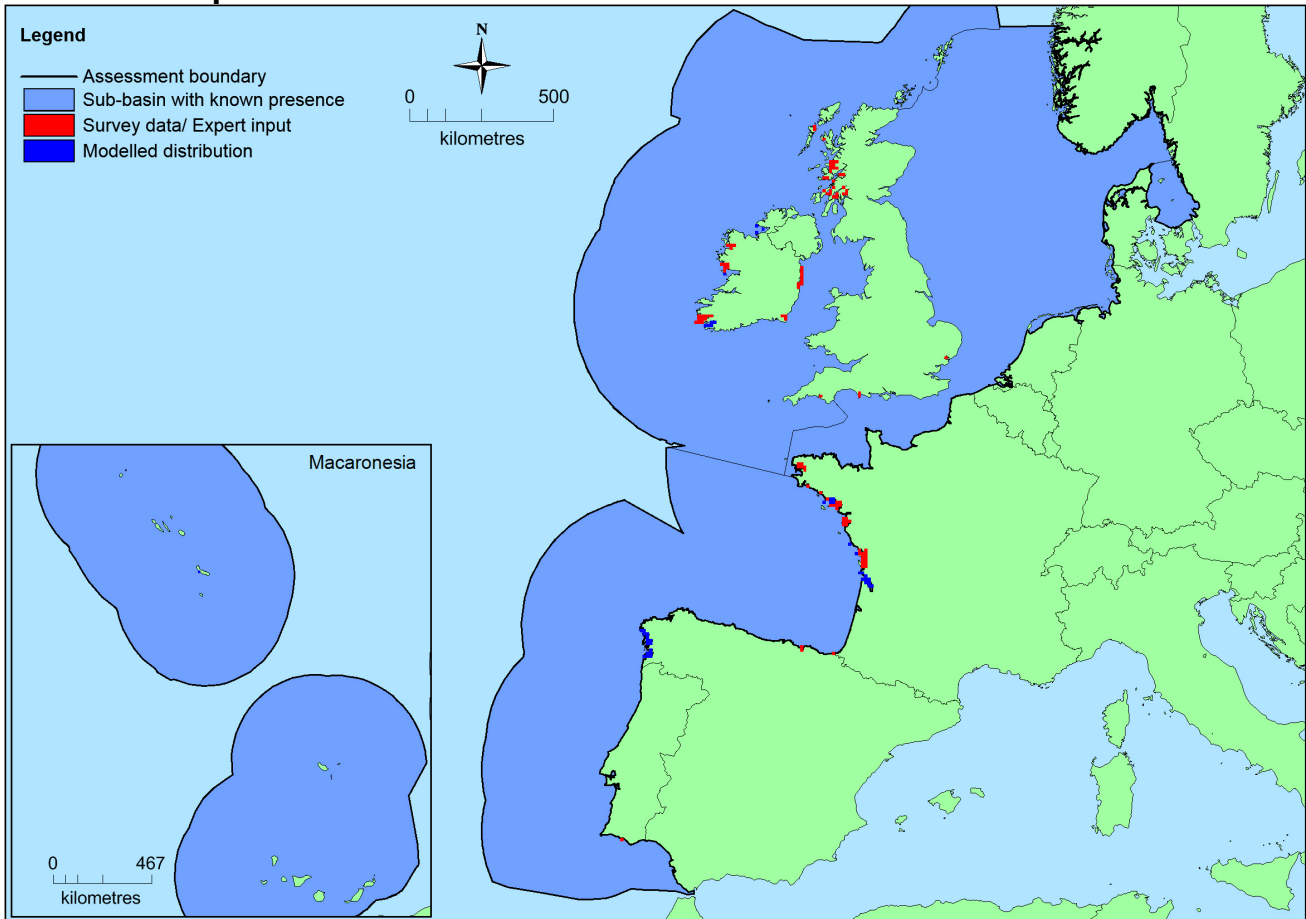 Legend
Assessment boundary
Sub-basin with known presence
Survey data/ Expert input
Modelled distribution
N
0 500
kilometres
Macaronesia
0 467
kilometres